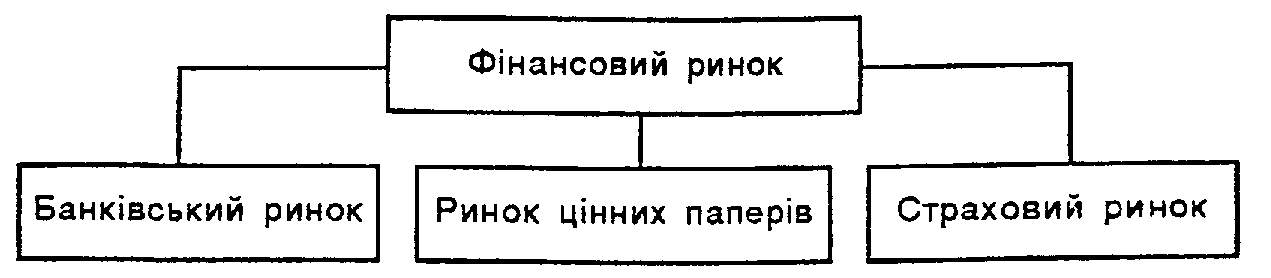 Фінансовий ринок
Банківський ринок
Ринок цінних паперів
Страховий ринок